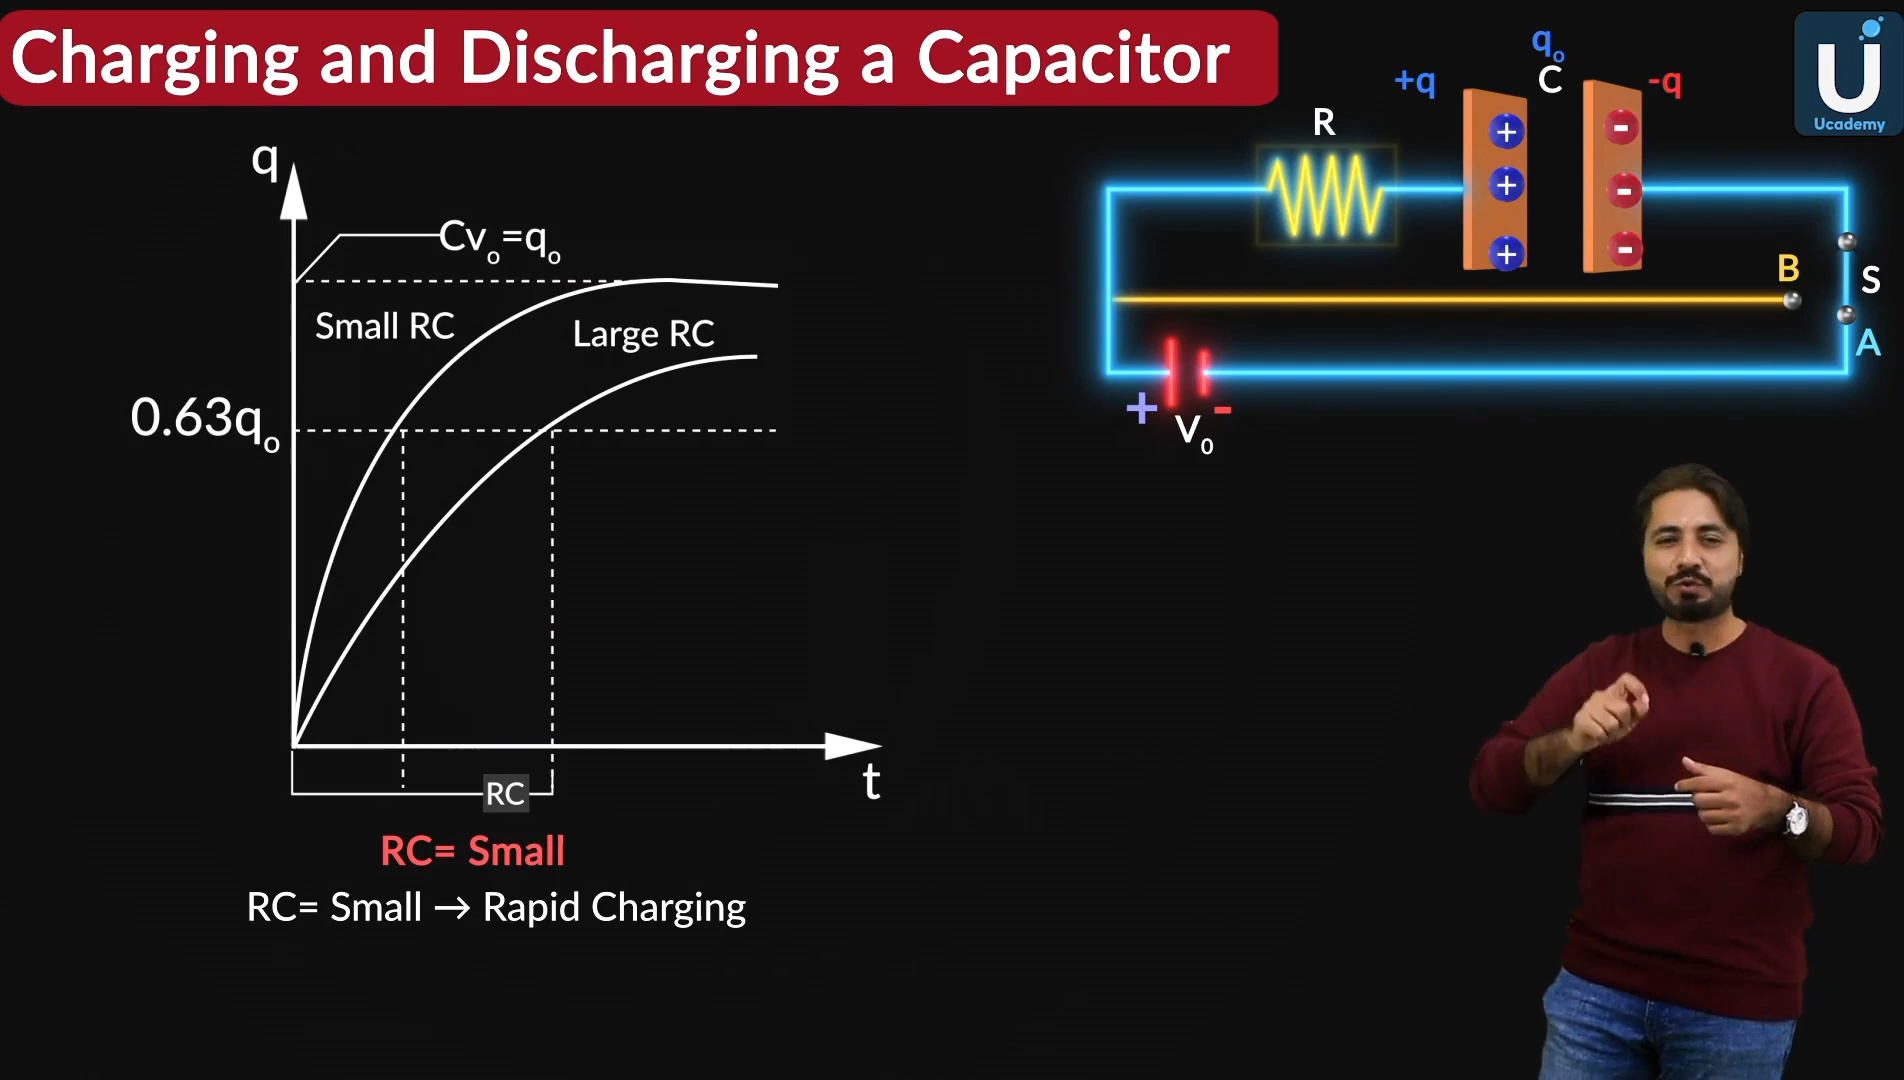 Charging and Discharging a Capacitor
q
Cv₀=q₀
Small RC
Large RC
0.63q₀
t
RC
RC= Small
RC= Small → Rapid Charging
q₀
+q
C
-q
R
+
+
+
-
-
-
B
S
A
+
-
V₀
U
Ucademy